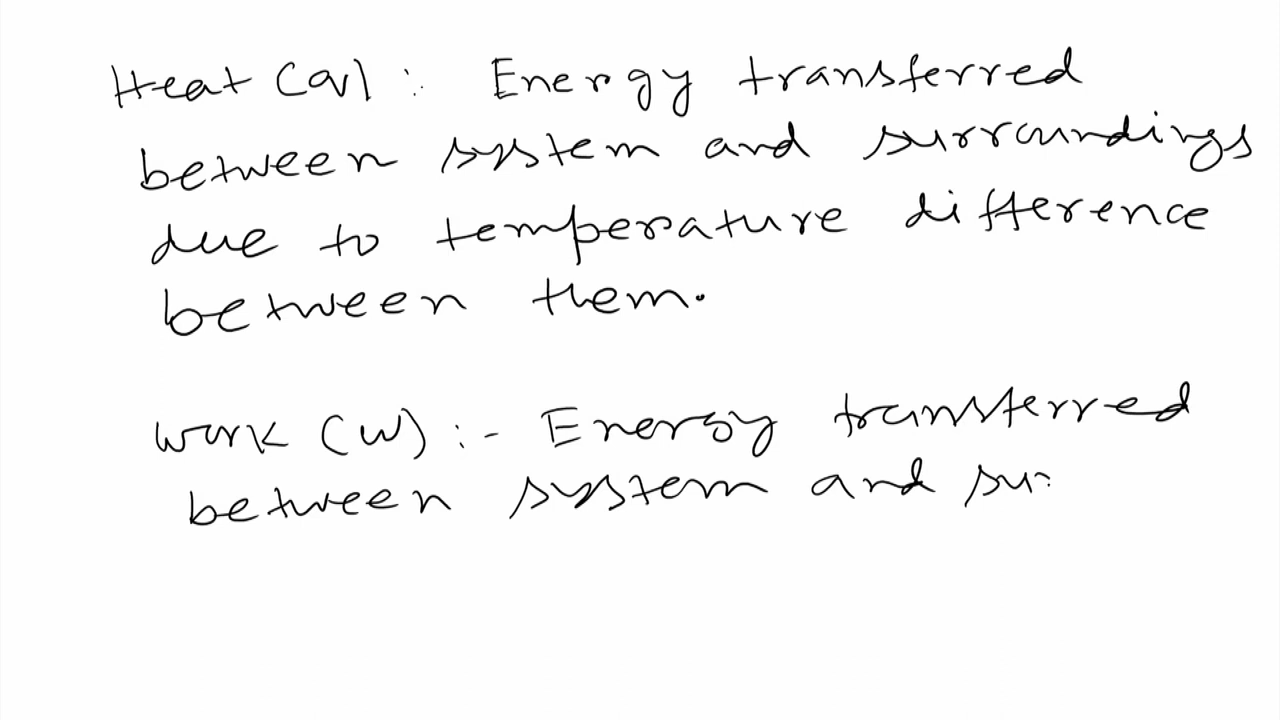 Heat (q) : Energy transferred
between system and surroundings
due to temperature difference
between them.
Work (W) :- Energy transferred
between system and su